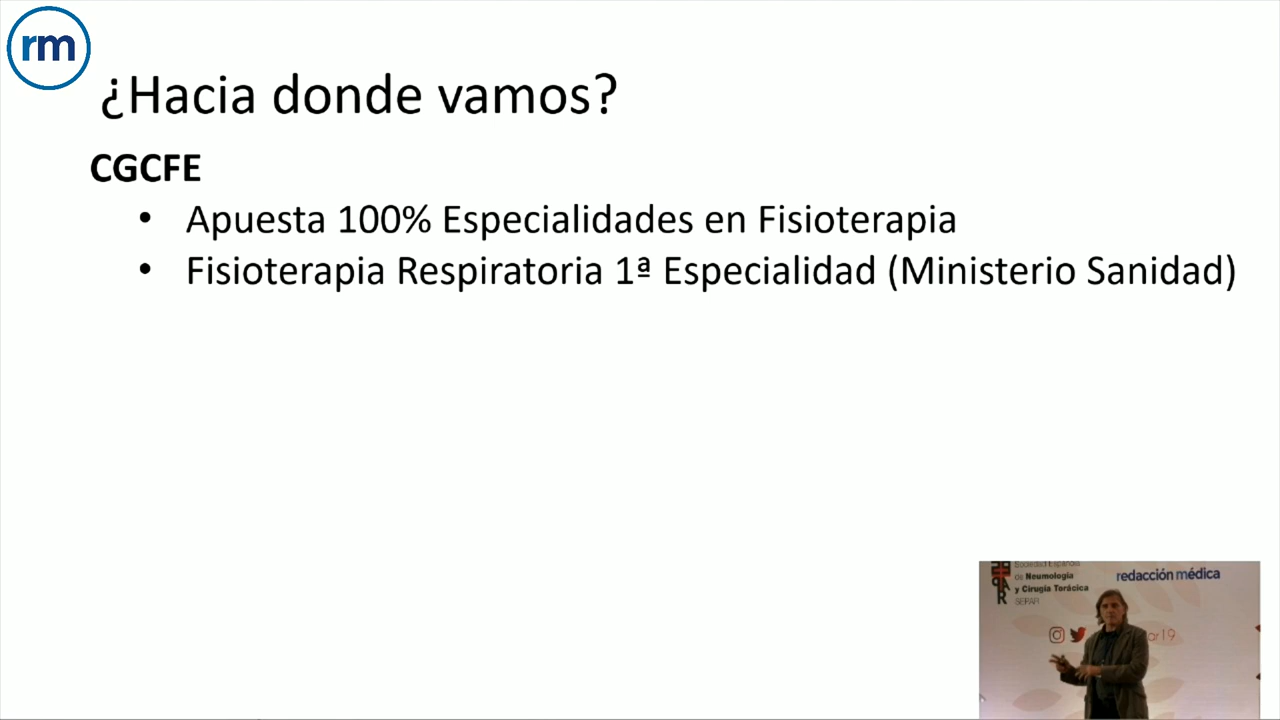 rm
¿Hacia donde vamos?
CGCFE
• Apuesta 100% Especialidades en Fisioterapia
• Fisioterapia Respiratoria 1ª Especialidad (Ministerio Sanidad)
Sociedad Española
de Neumología
y Cirugía Torácica
SEPAR
redacción médica
ar19